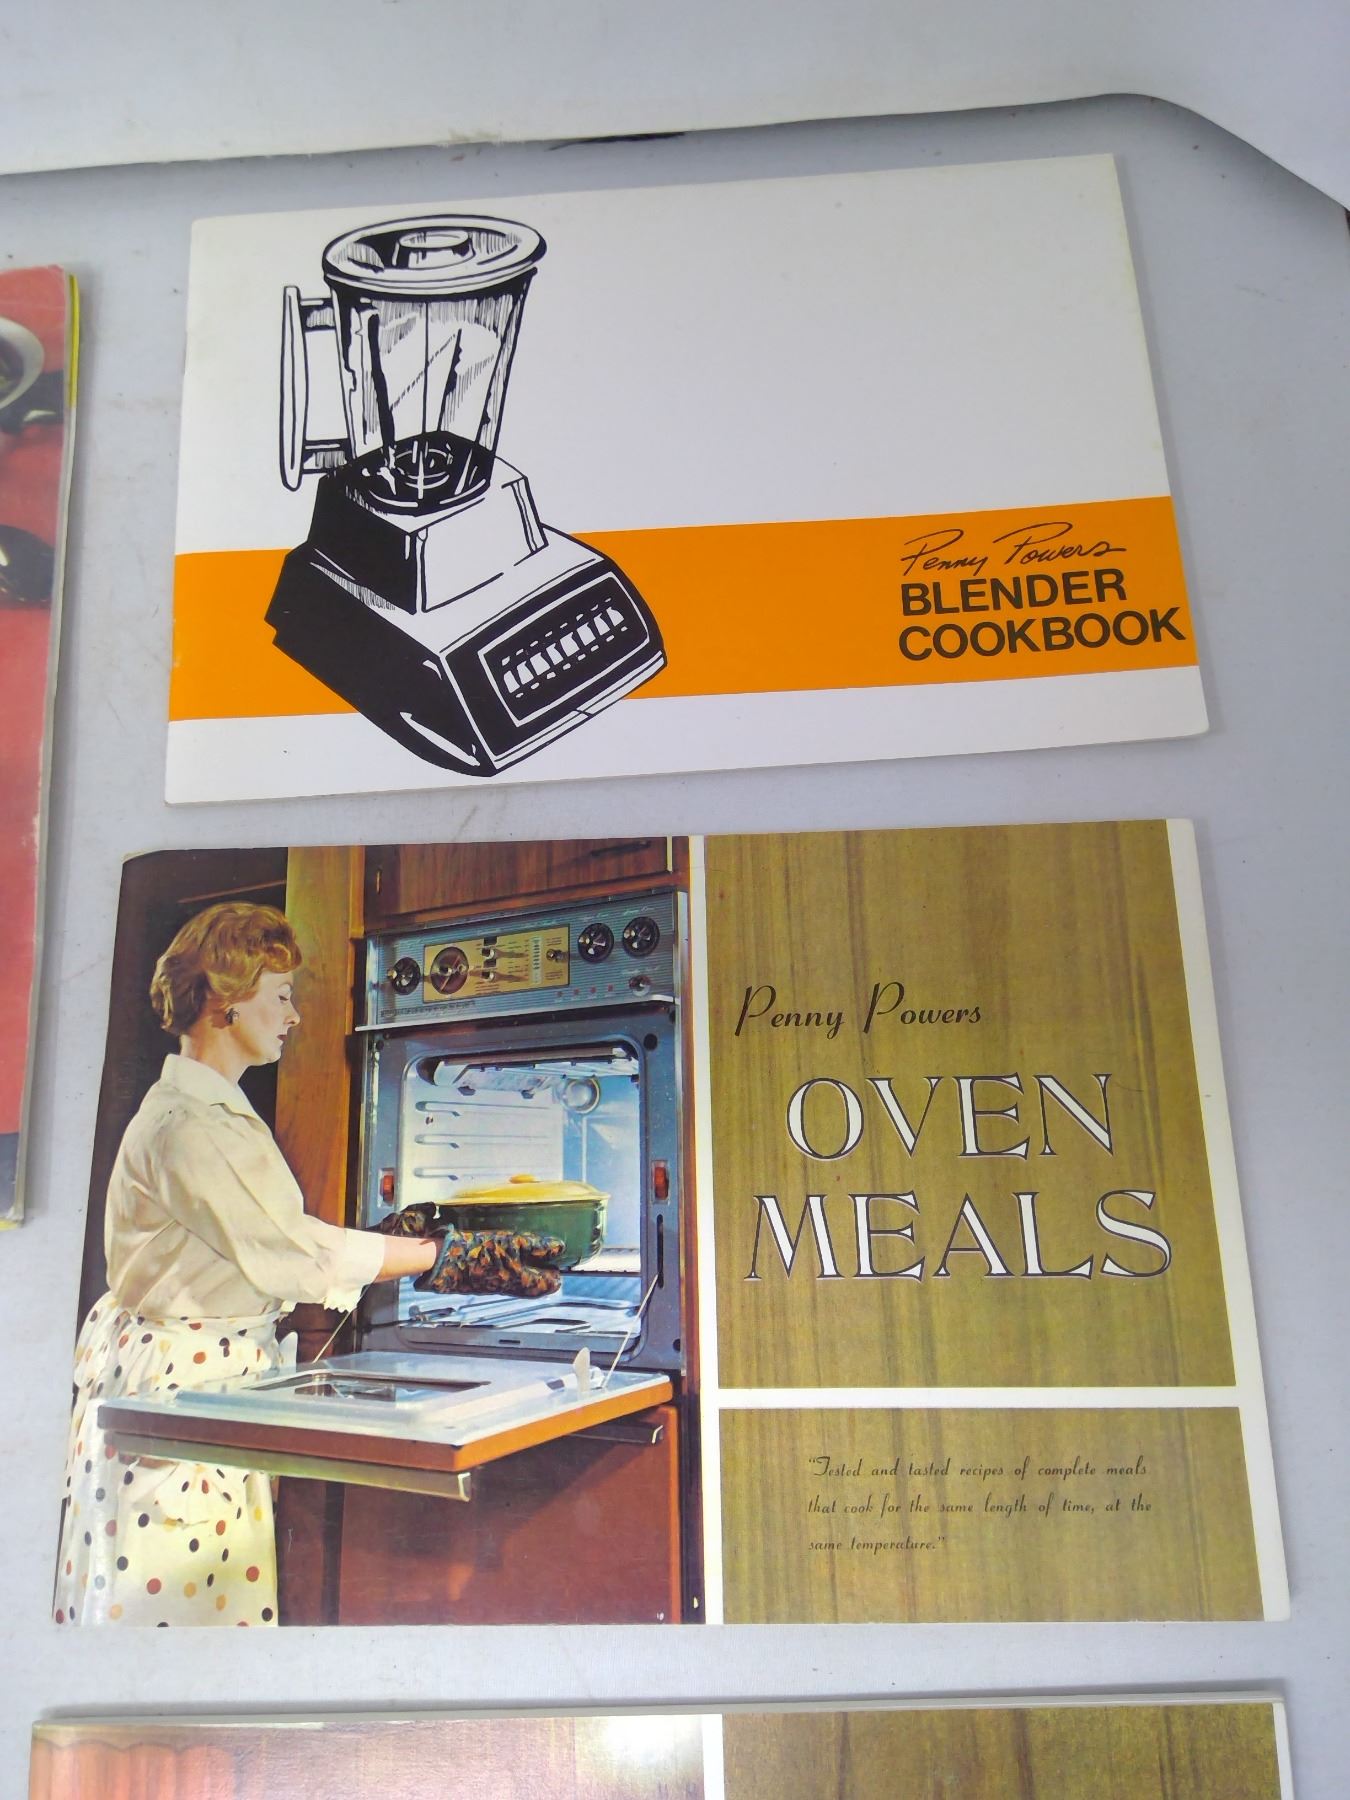 Penny Powers
BLENDER
COOKBOOK
Penny Powers
OVEN
MEALS
"Tested and tasted recipes of complete meals
that cook for the same length of time, at the
same temperature."